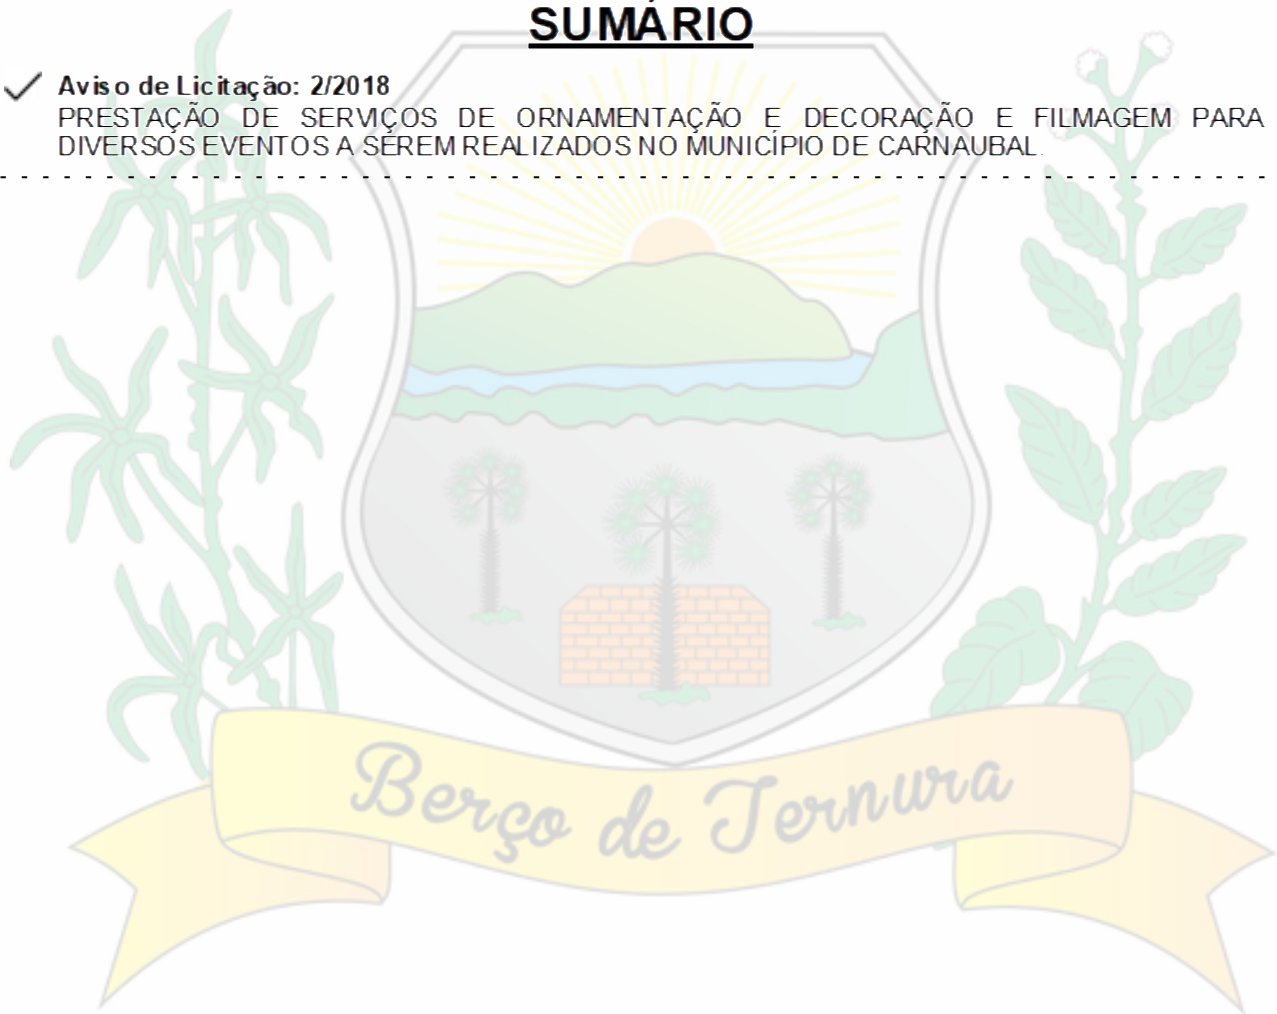 SUMÁRIO
Aviso de Licitação: 2/2018
PRESTAÇÃO DE SERVIÇOS DE ORNAMENTAÇÃO E DECORAÇÃO E FILMAGEM PARA
DIVERSOS EVENTOS A SEREM REALIZADOS NO MUNICÍPIO DE CARNAUBAL.
Berço de Ternura